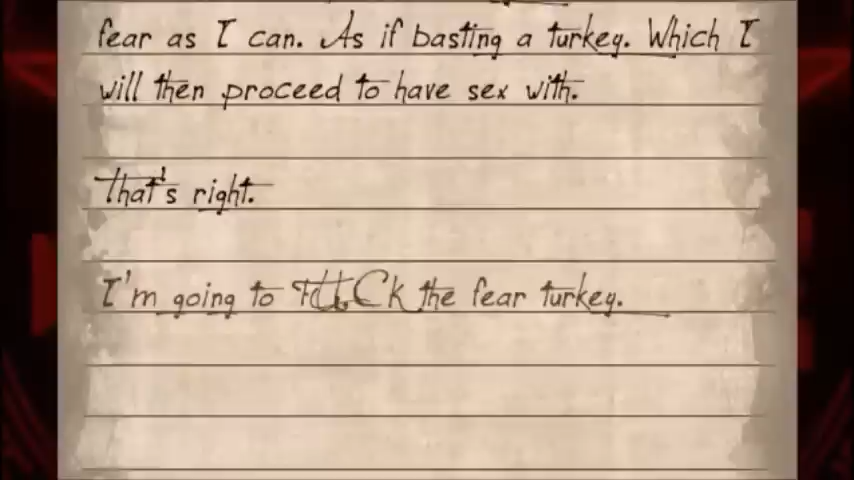 fear as I can. As if basting a turkey. Which I
will then proceed to have sex with.
That's right.
I'm going to FUCK the fear turkey.